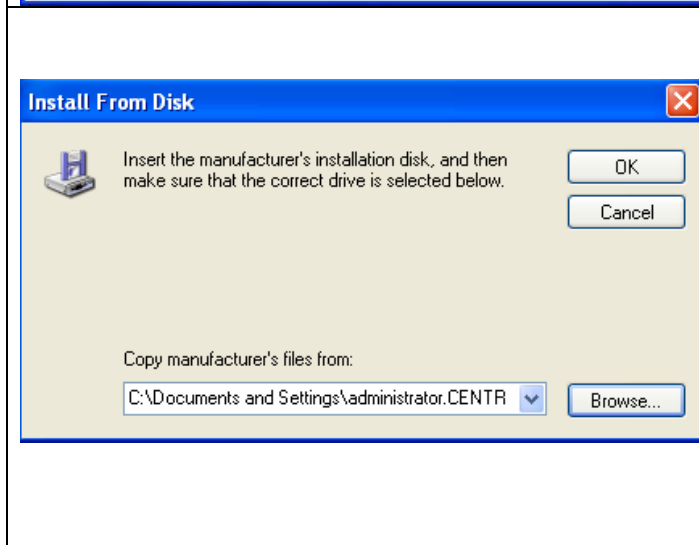 Install From Disk
Insert the manufacturer's installation disk, and then
make sure that the correct drive is selected below.
OK
Cancel
Copy manufacturer's files from:
C:\Documents and Settings\administrator.CENTR
Browse...